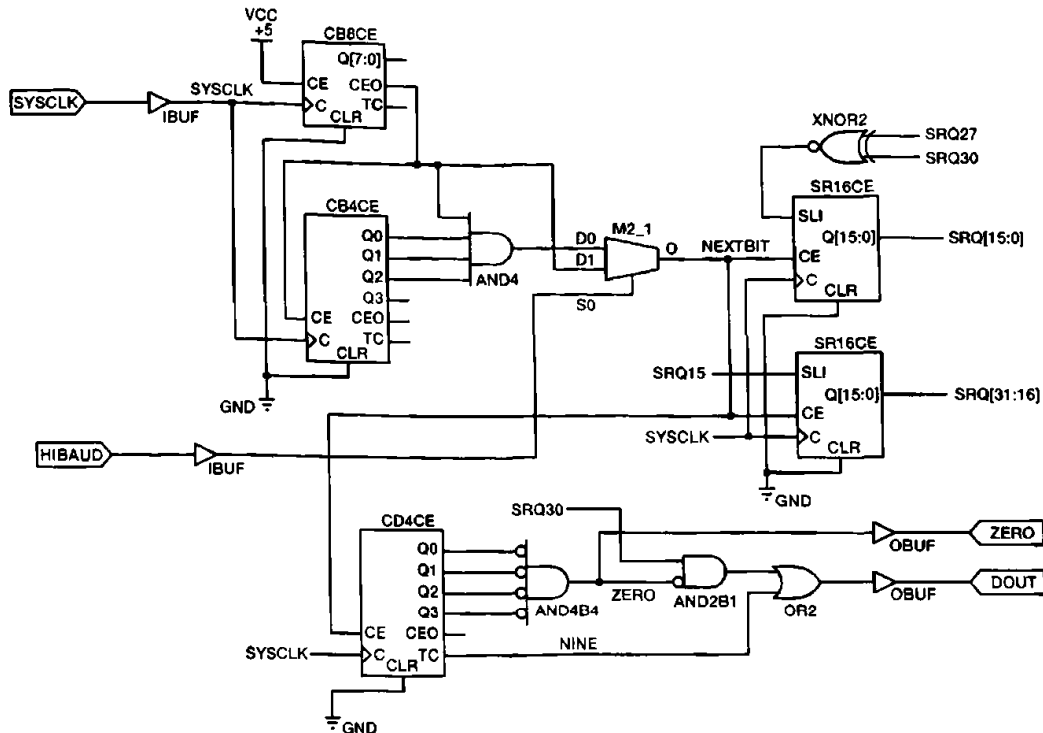 VCC
+5
CB8CE
Q[7:0]
CE
CEO
SYSCLK
SYSCLK
C
TC
IBUF
CLR
XNOR2
SRQ27
SRQ30
CB4CE
SR16CE
M2_1
SLI
Q0
D0
O
NEXTBIT
Q[15:0]
SRQ[15:0]
Q1
D1
CE
Q2
AND4
C
Q3
S0
CLR
CE
CEO
C
TC
CLR
SR16CE
SRQ15
SLI
GND
Q[15:0]
SRQ[31:16]
CE
SYSCLK
C
HIBAUD
IBUF
CLR
GND
SRQ30
CD4CE
Q0
OBUF
ZERO
Q1
Q2
AND4B4
ZERO
AND2B1
OR2
OBUF
DOUT
Q3
CE
CEO
NINE
SYSCLK
C
TC
CLR
GND